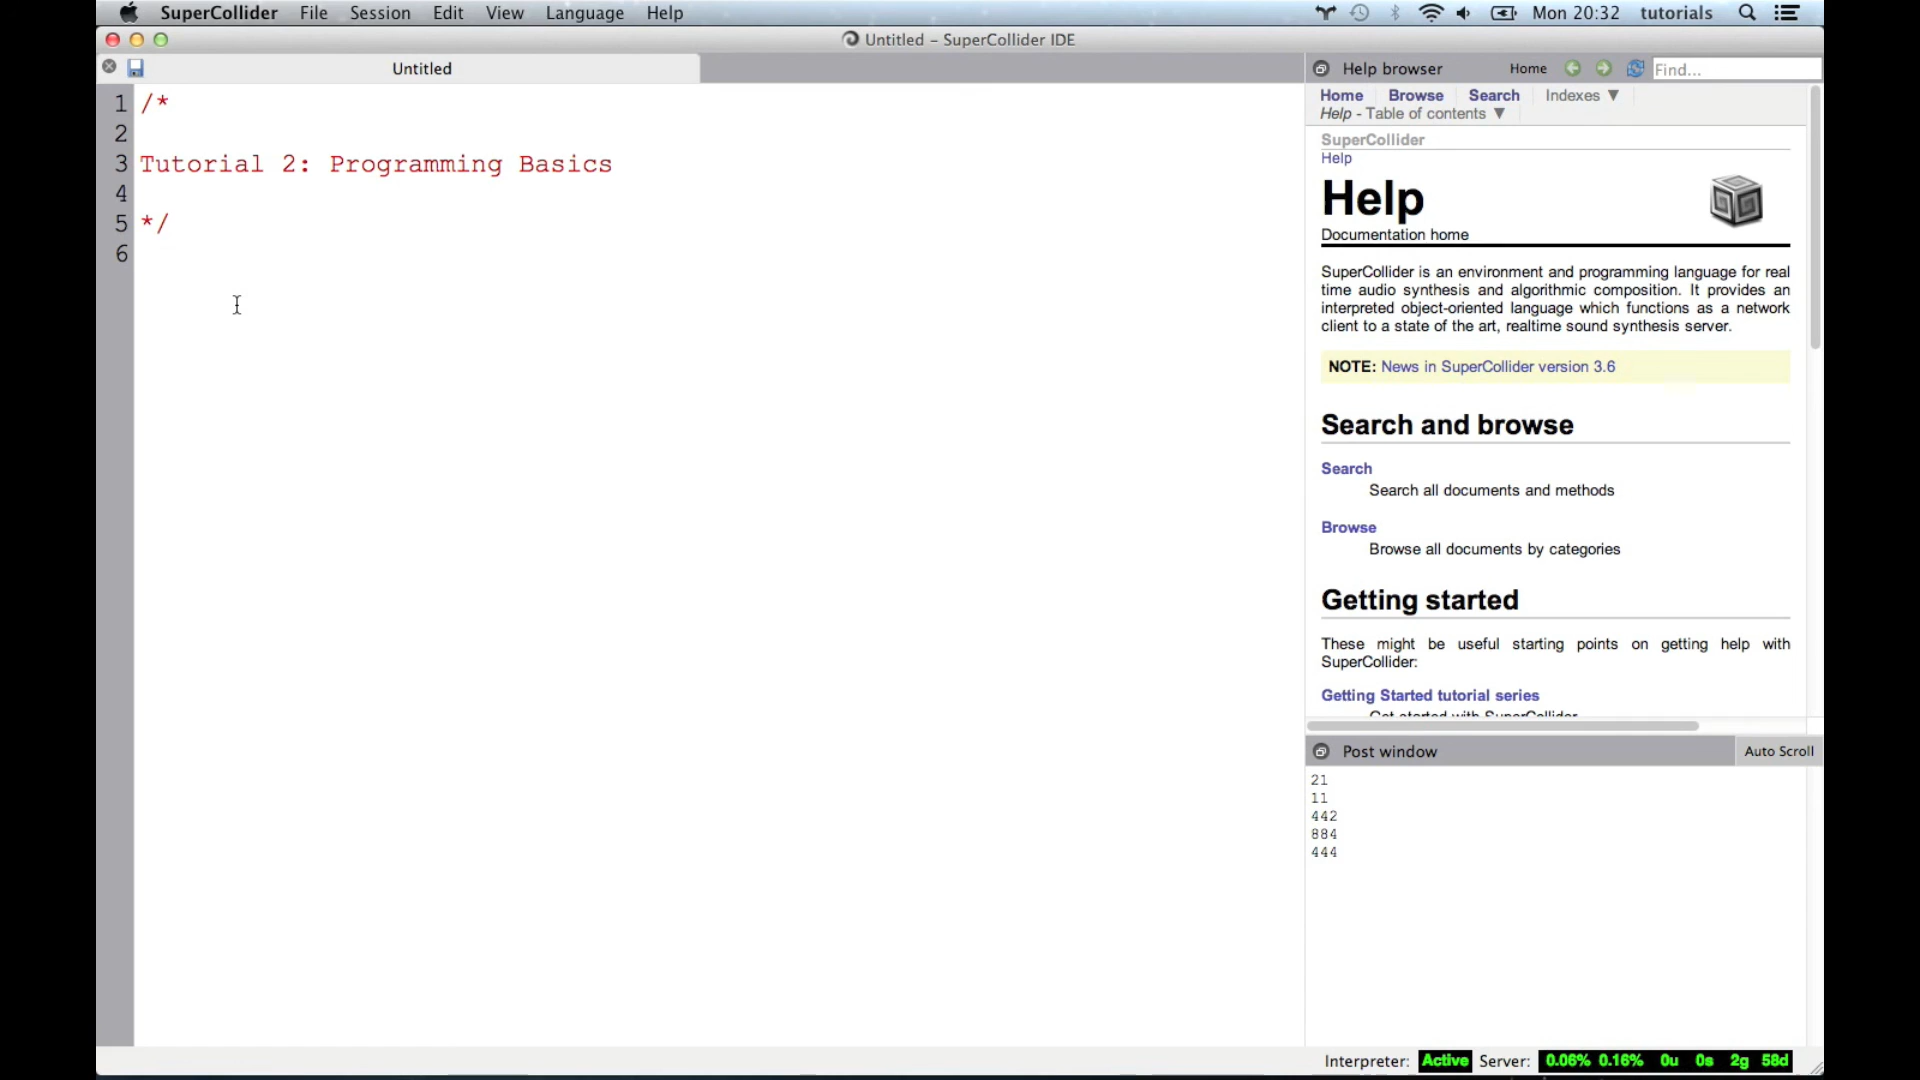 SuperCollider File Session Edit View Language Help Mon 20:32 tutorials
Untitled – SuperCollider IDE
Untitled
Help browser Home Find...
1 /*
2
3 Tutorial 2: Programming Basics
4
5 */
6
Home Browse Search Indexes ▼
Help - Table of contents ▼
SuperCollider
Help
Help
Documentation home
SuperCollider is an environment and programming language for real
time audio synthesis and algorithmic composition. It provides an
interpreted object-oriented language which functions as a network
client to a state of the art, realtime sound synthesis server.
NOTE: News in SuperCollider version 3.6
Search and browse
Search
Search all documents and methods
Browse
Browse all documents by categories
Getting started
These might be useful starting points on getting help with
SuperCollider:
Getting Started tutorial series
Get started with SuperCollider
Post window Auto Scroll
21
11
442
884
444
Interpreter: Active Server: 0.06% 0.16% 0u 0s 2g 58d